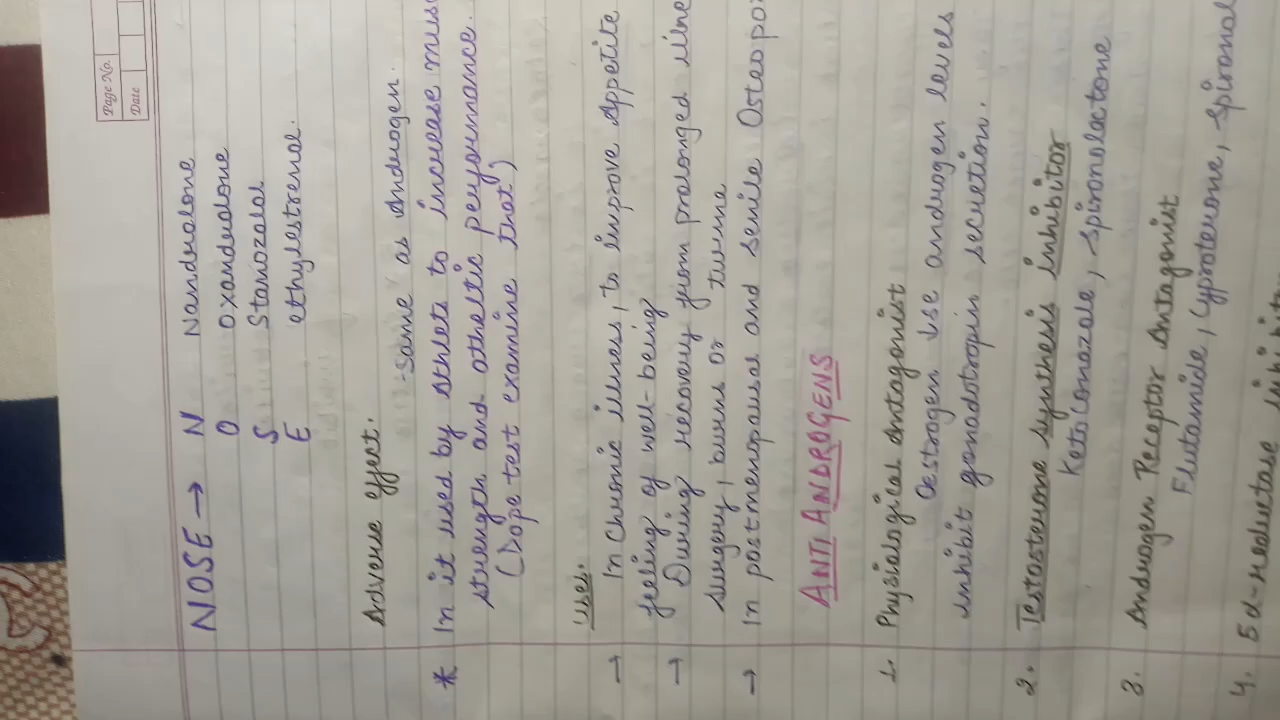 Page No.
Date
NOSE → N Nandrolone
O Oxandrolone
S Stanozolol
E ethylestrenol.
Adverse effect.
- Same as Androgen.
* In it used by Athlets to increase musc
strength and athletic performance.
(Dope test examine that)
Uses.
→ In Chronic illness, to improve Appetite
feeling of well-being
→ During recovery from prolonged illne
surgery, burns or
→ In postmenopausal and senile Osteopor
ANTI ANDROGENS
1. Physiological Antagonist
Oestrogen use androgen levels
inhibit gonadotropin secretion.
2. Testosterone synthesis inhibitor
Ketoconazole, Spironolactone
3. Androgen Receptor Antagonist
Flutamide, Cyproterone, Spironol
4. 5α-reductase inhibitor